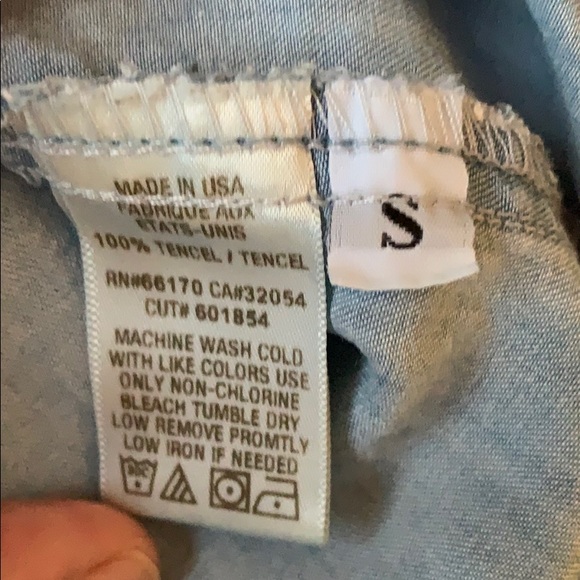 MADE IN USA
FABRIQUE AUX
ETATS-UNIS
100% TENCEL / TENCEL
RN#66170 CA#32054
CUT# 601854
MACHINE WASH COLD
WITH LIKE COLORS USE
ONLY NON-CHLORINE
BLEACH TUMBLE DRY
LOW REMOVE PROMTLY
LOW IRON IF NEEDED
S